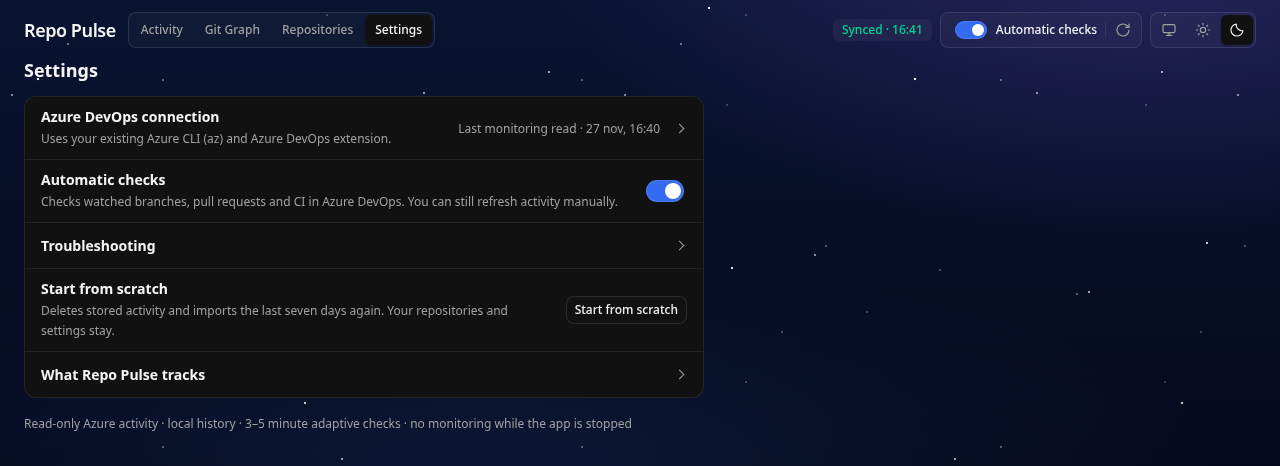 Repo Pulse
Activity
Git Graph
Repositories
Settings
Synced · 16:41
Automatic checks
Settings
Azure DevOps connection
Uses your existing Azure CLI (az) and Azure DevOps extension.
Last monitoring read · 27 nov, 16:40
Automatic checks
Checks watched branches, pull requests and CI in Azure DevOps. You can still refresh activity manually.
Troubleshooting
Start from scratch
Deletes stored activity and imports the last seven days again. Your repositories and
settings stay.
Start from scratch
What Repo Pulse tracks
Read-only Azure activity · local history · 3–5 minute adaptive checks · no monitoring while the app is stopped